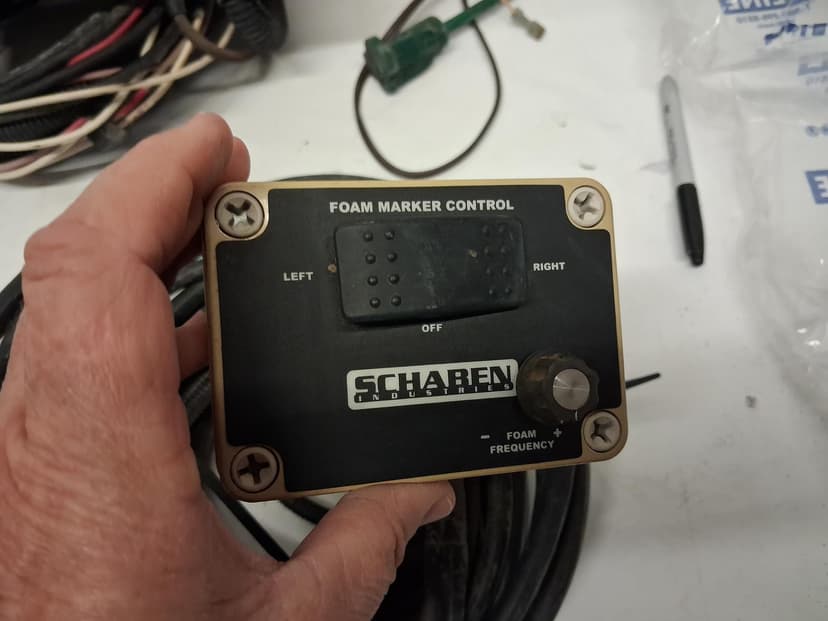 FOAM MARKER CONTROL
LEFT
RIGHT
OFF
SCHABEN
INDUSTRIES
- FOAM +
FREQUENCY